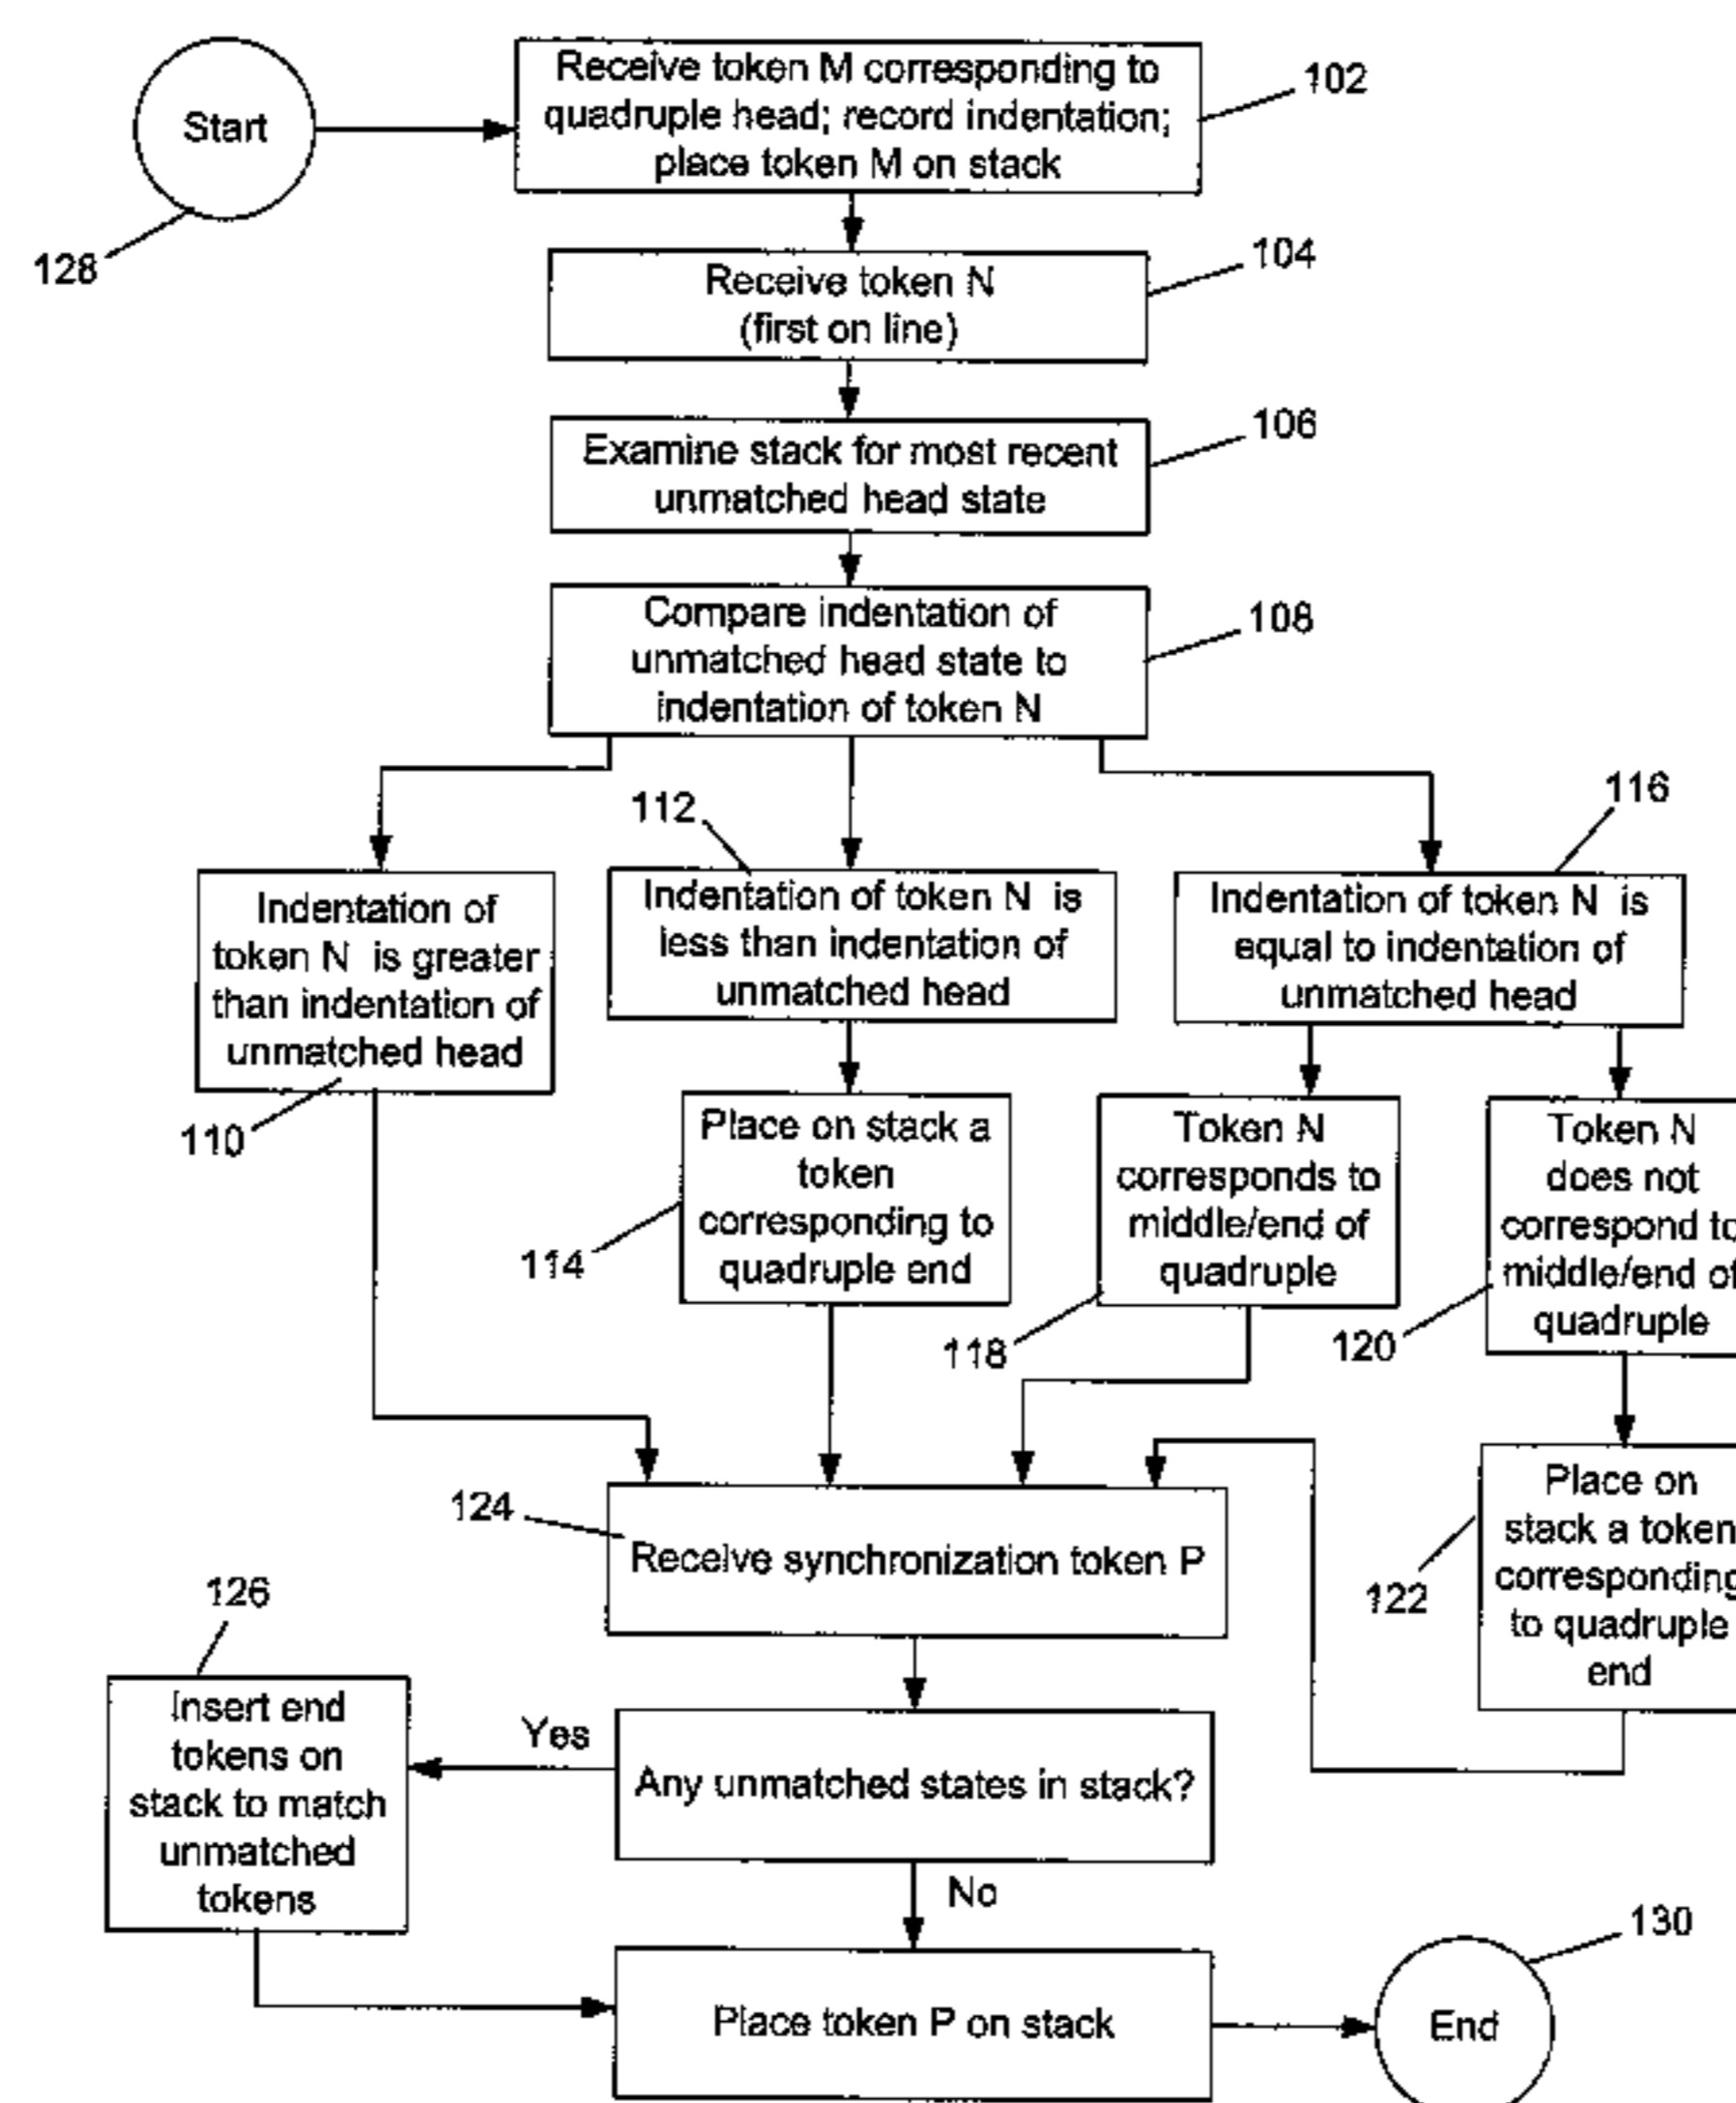 Start
128
Receive token M corresponding to
quadruple head; record indentation;
place token M on stack
102
Receive token N
(first on line)
104
Examine stack for most recent
unmatched head state
106
Compare indentation of
unmatched head state to
indentation of token N
108
Indentation of
token N is greater
than indentation of
unmatched head
110
112
Indentation of token N is
less than indentation of
unmatched head
116
Indentation of token N is
equal to indentation of
unmatched head
Place on stack a
token
corresponding to
quadruple end
114
Token N
corresponds to
middle/end of
quadruple
118
Token N
does not
correspond to
middle/end of
quadruple
120
Place on
stack a token
corresponding
to quadruple
end
122
124
Receive synchronization token P
126
Insert end
tokens on
stack to match
unmatched
tokens
Yes
Any unmatched states in stack?
No
Place token P on stack
130
End